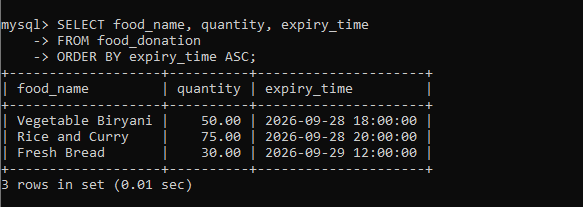 mysql> SELECT food_name, quantity, expiry_time
    -> FROM food_donation
    -> ORDER BY expiry_time ASC;
+-------------------+----------+---------------------+
| food_name         | quantity | expiry_time         |
+-------------------+----------+---------------------+
| Vegetable Biryani |    50.00 | 2026-09-28 18:00:00 |
| Rice and Curry    |    75.00 | 2026-09-28 20:00:00 |
| Fresh Bread       |    30.00 | 2026-09-29 12:00:00 |
+-------------------+----------+---------------------+
3 rows in set (0.01 sec)